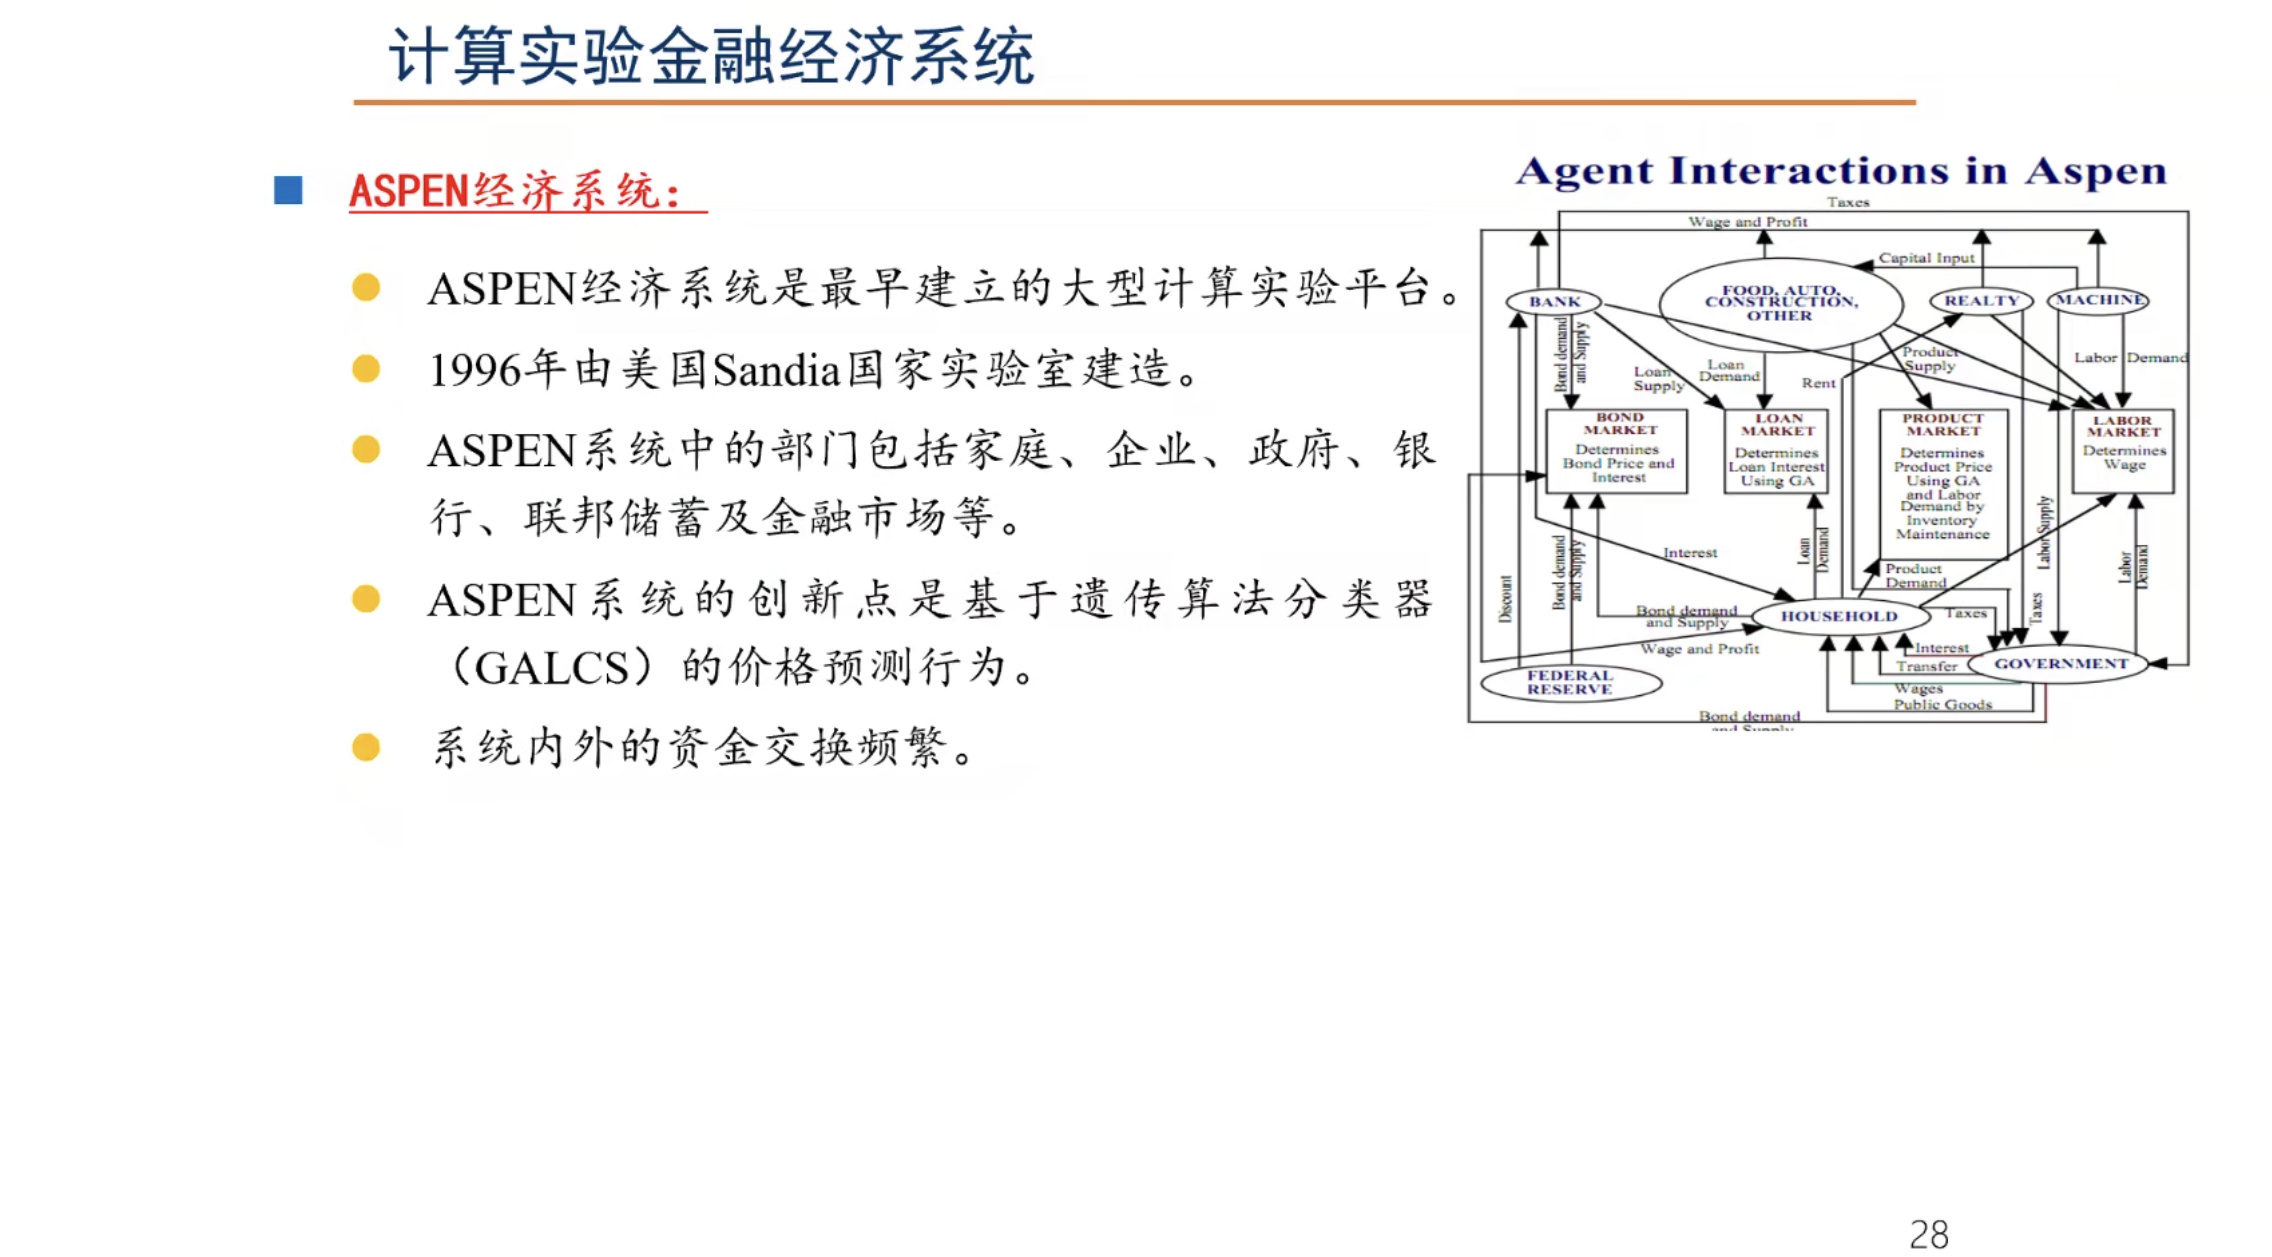 计算实验金融经济系统
ASPEN经济系统：
ASPEN经济系统是最早建立的大型计算实验平台。
1996年由美国Sandia国家实验室建造。
ASPEN系统中的部门包括家庭、企业、政府、银
行、联邦储蓄及金融市场等。
ASPEN系统的创新点是基于遗传算法分类器
（GALCS）的价格预测行为。
系统内外的资金交换频繁。
Agent Interactions in Aspen
Taxes
Wage and Profit
Capital Input
BANK
FOOD, AUTO,
CONSTRUCTION,
OTHER
REALTY
MACHINE
Bond demand
and Supply
Loan
Supply
Loan
Demand
Rent
Product
Supply
Labor Demand
BOND
MARKET
Determines
Bond Price and
Interest
LOAN
MARKET
Determines
Loan Interest
Using GA
PRODUCT
MARKET
Determines
Product Price
Using GA
and Labor
Demand by
Inventory
Maintenance
LABOR
MARKET
Determines
Wage
Discount
Bond demand
and Supply
Interest
Loan
Demand
Product
Demand
Labor Supply
Labor
Demand
Bond demand
and Supply
HOUSEHOLD
Taxes
Taxes
Wage and Profit
Interest
Transfer
Wages
Public Goods
GOVERNMENT
FEDERAL
RESERVE
Bond demand
and Supply
28